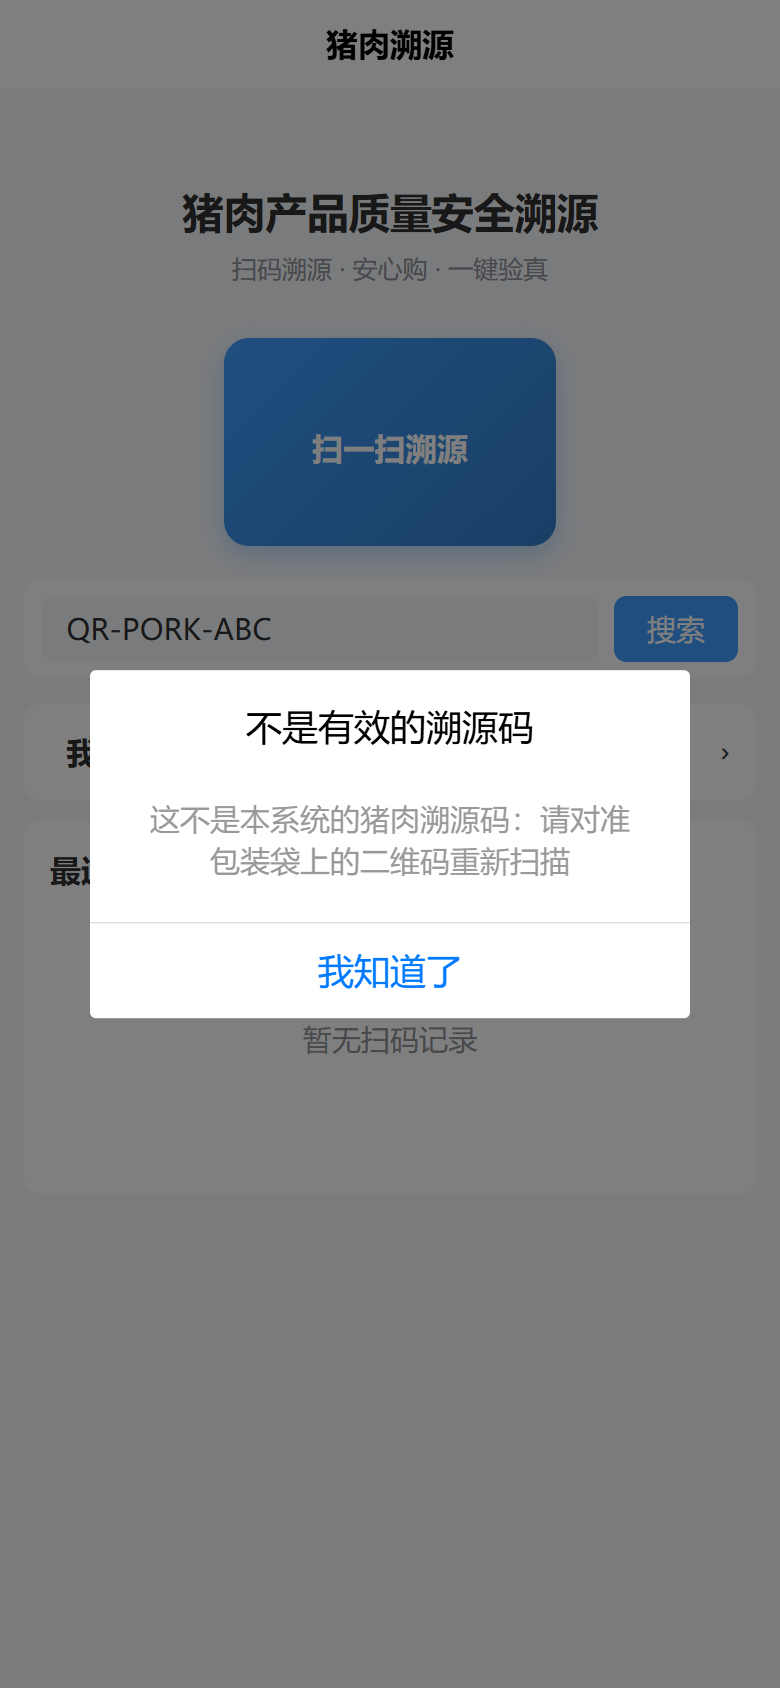 猪肉溯源
猪肉产品质量安全溯源
扫码溯源 · 安心购 · 一键验真
扫一扫溯源
QR-PORK-ABC
搜索
不是有效的溯源码
我
›
这不是本系统的猪肉溯源码：请对准
包装袋上的二维码重新扫描
最近
我知道了
暂无扫码记录